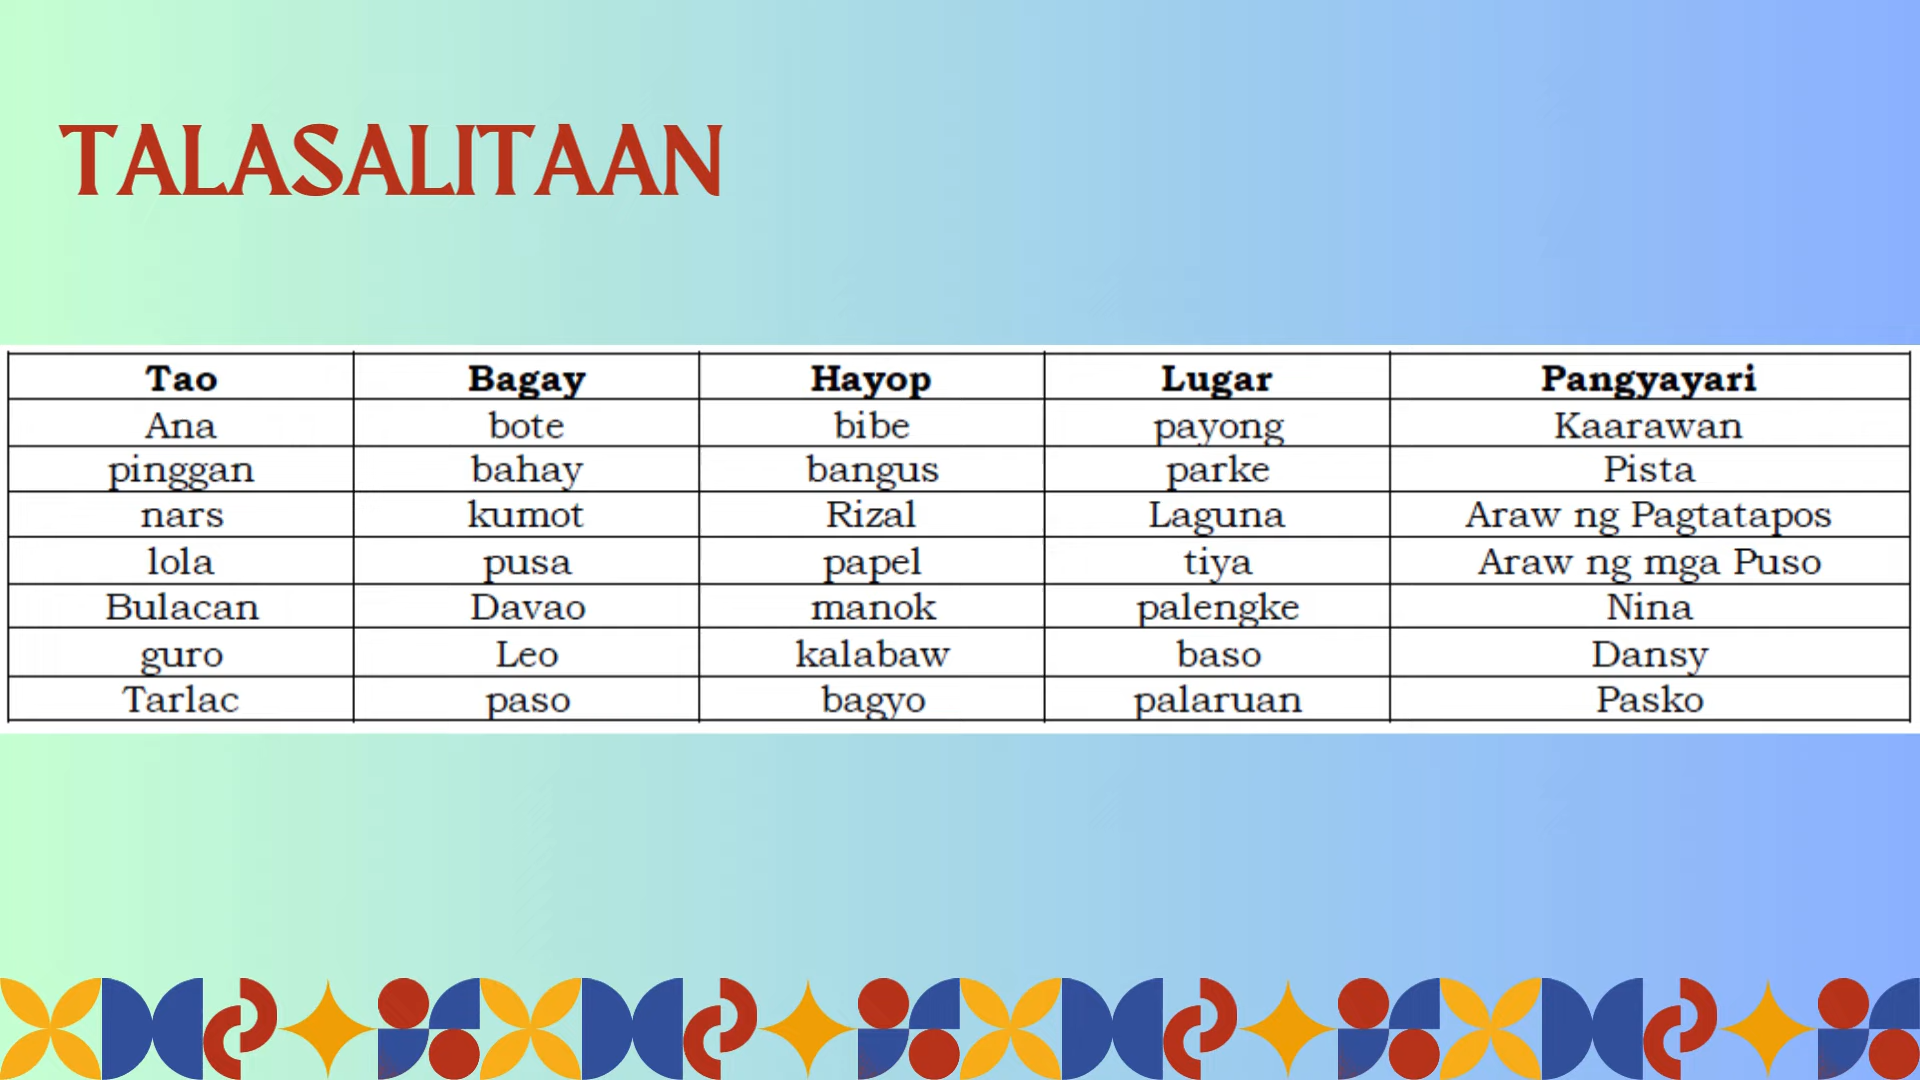 TALASALITAAN
Tao Bagay Hayop Lugar Pangyayari
Ana bote bibe payong Kaarawan
pinggan bahay bangus parke Pista
nars kumot Rizal Laguna Araw ng Pagtatapos
lola pusa papel tiya Araw ng mga Puso
Bulacan Davao manok palengke Nina
guro Leo kalabaw baso Dansy
Tarlac paso bagyo palaruan Pasko